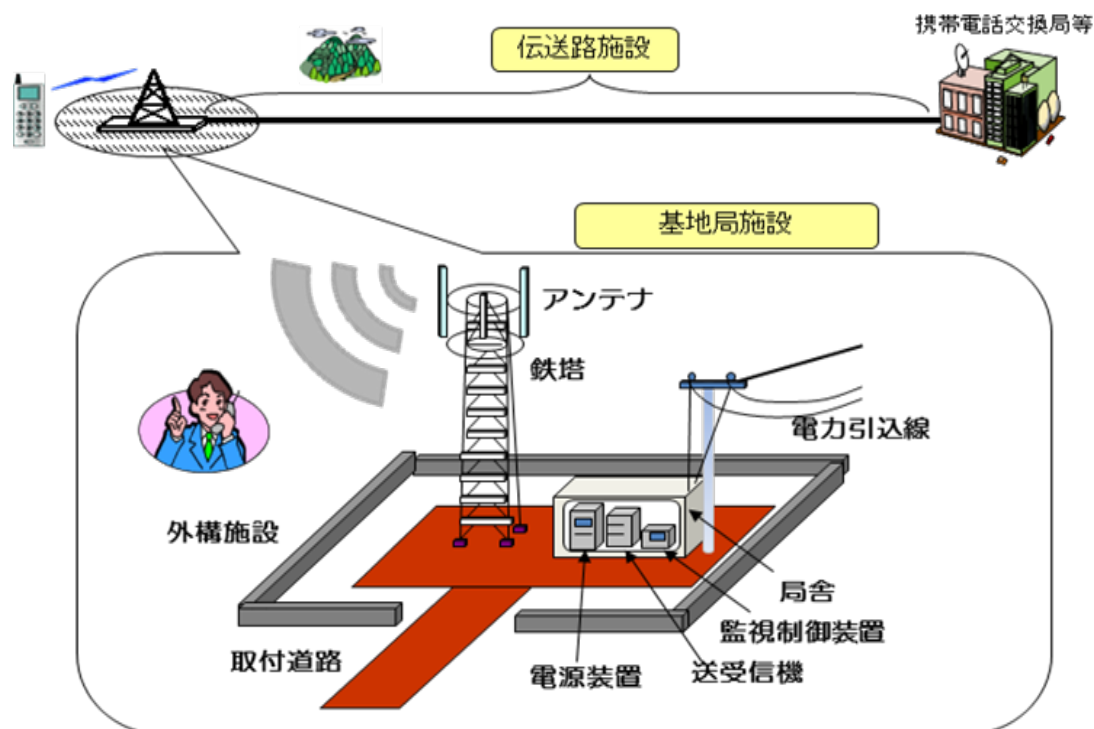 携帯電話交換局等
伝送路施設
基地局施設
アンテナ
鉄塔
電力引込線
外構施設
局舎
監視制御装置
取付道路
電源装置
送受信機